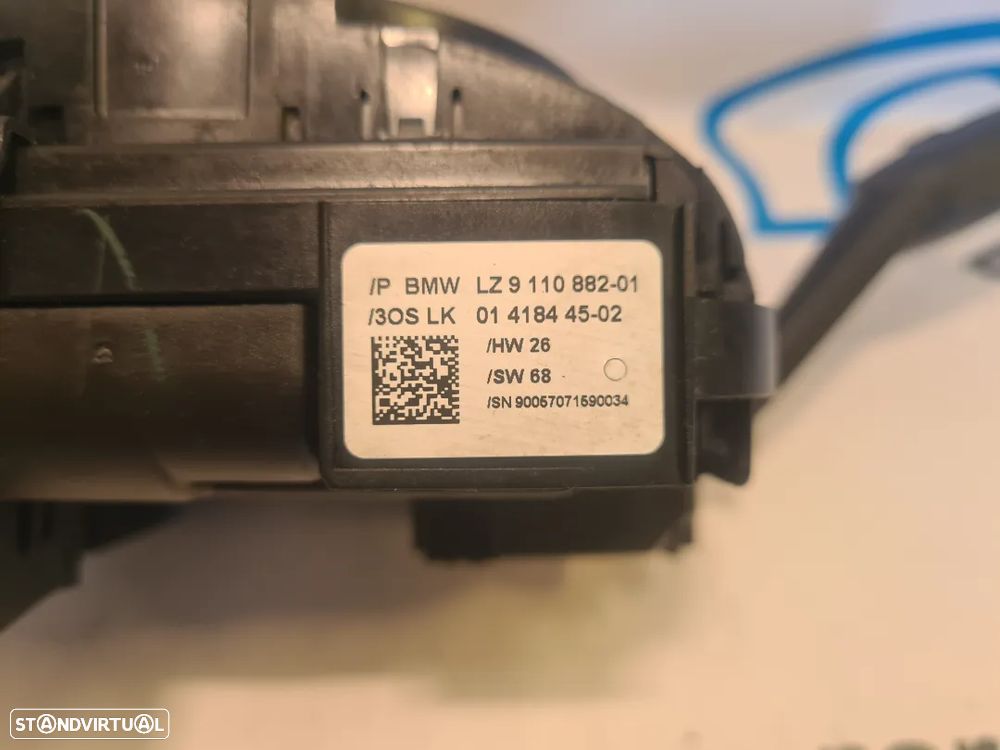 /P BMW LZ 9 110 882-01
/3OS LK 01 4184 45-02
/HW 26
/SW 68
/SN 90057071590034
STANDVIRTUAL